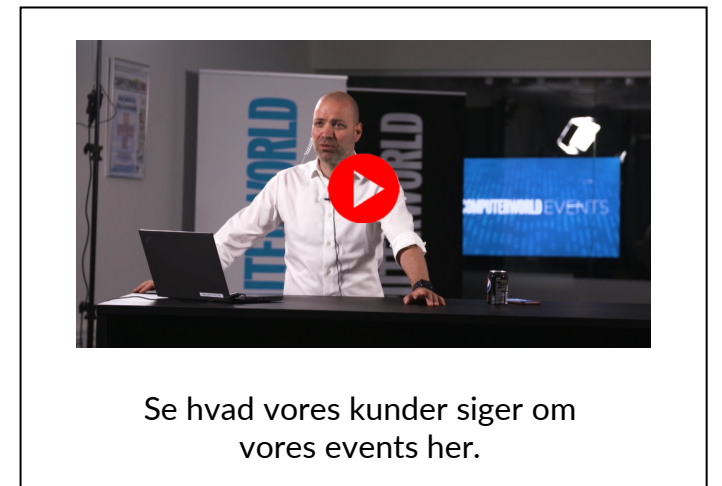 COMPUTERWORLD EVENTS
Se hvad vores kunder siger om
vores events her.